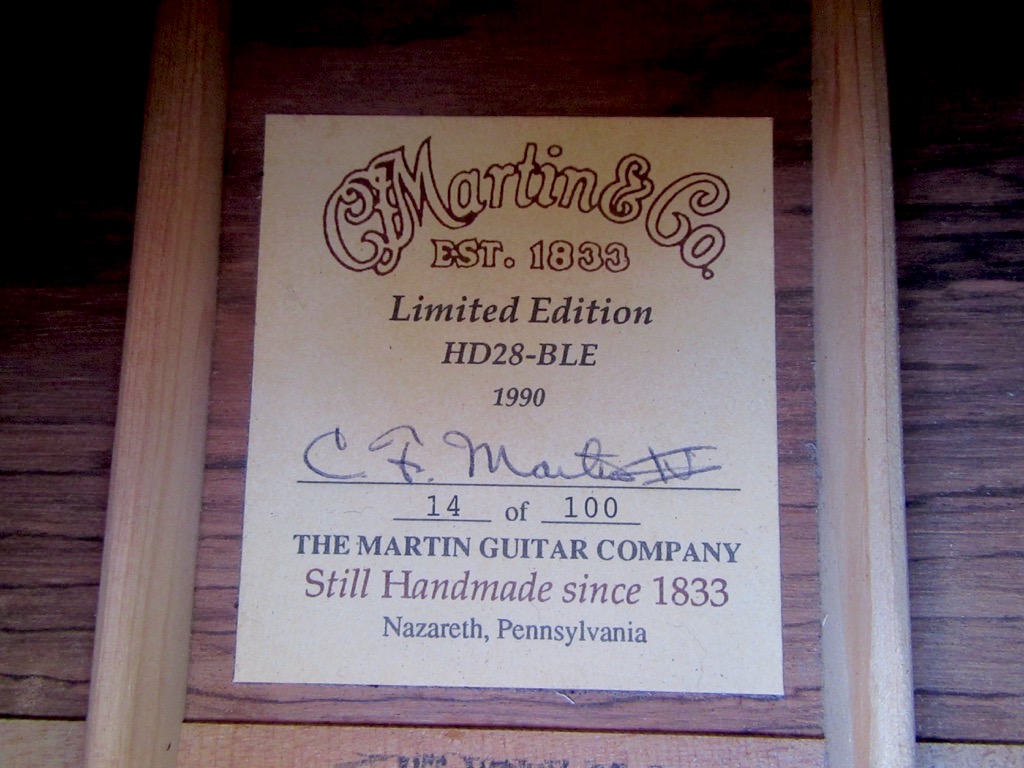 C.F. Martin & Co.
EST. 1833
Limited Edition
HD28-BLE
1990
C. F. Martin IV
14 of 100
THE MARTIN GUITAR COMPANY
Still Handmade since 1833
Nazareth, Pennsylvania